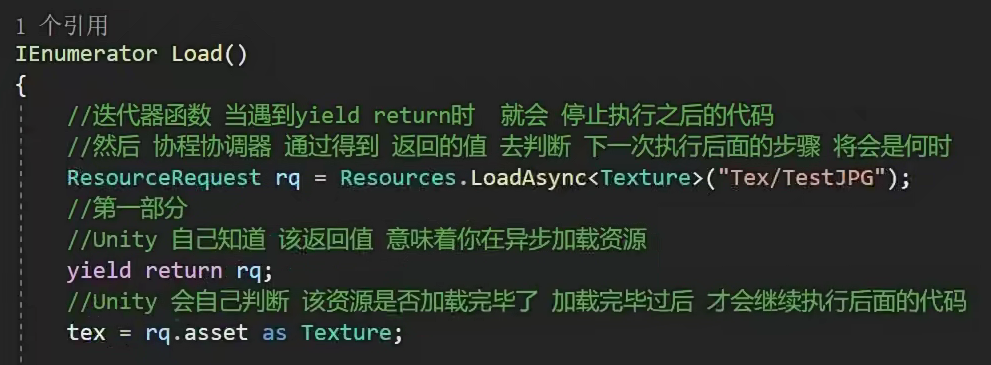 1 个引用
IEnumerator Load()
{
//迭代器函数 当遇到yield return时 就会 停止执行之后的代码
//然后 协程协调器 通过得到 返回的值 去判断 下一次执行后面的步骤 将会是何时
ResourceRequest rq = Resources.LoadAsync<Texture>("Tex/TestJPG");
//第一部分
//Unity 自己知道 该返回值 意味着你在异步加载资源
yield return rq;
//Unity 会自己判断 该资源是否加载完毕了 加载完毕过后 才会继续执行后面的代码
tex = rq.asset as Texture;